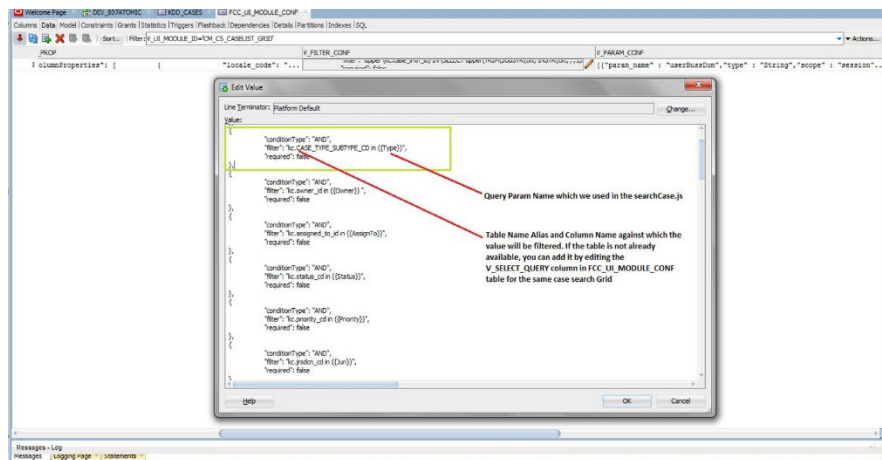 Welcome Page DEV_807ATOMIC KDD_CASES FCC_UI_MODULE_CONF
Columns Data Model Constraints Grants Statistics Triggers Flashback Dependencies Details Partitions Indexes SQL
Sort.. Filter: V_UI_MODULE_ID='CM_CS_CASELIST_GRID' Actions...
_PROP V_FILTER_CONF V_PARAM_CONF
1 olumnProperties": [ { "locale_code": "... [{"param_name" : "userBussDom","type" : "String","scope" : "session"..
Edit Value
Line Terminator: Platform Default Change...
Value:
{
"conditionType": "AND",
"filter": "kc.CASE_TYPE_SUBTYPE_CD in ({Type})",
"required": false
},
{
"conditionType": "AND",
"filter": "kc.owner_id in ({Owner}) ",
"required": false
},
{
"conditionType": "AND",
"filter": "kc.assigned_to_id in ({AssignTo})",
"required": false
},
{
"conditionType": "AND",
"filter": "kc.status_cd in ({Status})",
"required": false
},
{
"conditionType": "AND",
"filter": "kc.priority_cd in ({Priority})",
"required": false
},
{
"conditionType": "AND",
"filter": "kc.jrsdcn_cd in ({Juri})",
"required": false
}
Query Param Name which we used in the searchCase.js
Table Name Alias and Column Name against which the
value will be filtered. If the table is not already
available, you can add it by editing the
V_SELECT_QUERY column in FCC_UI_MODULE_CONF
table for the same case search Grid
Help OK Cancel
Messages - Log
Messages Logging Page Statements